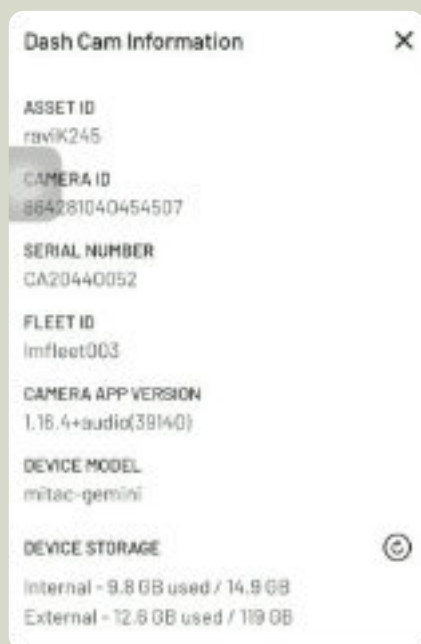 Dash Cam Information
ASSET ID
raviK245
CAMERA ID
864281040454507
SERIAL NUMBER
CA20440052
FLEET ID
lmfleet003
CAMERA APP VERSION
1.16.4+audio(39140)
DEVICE MODEL
mitac-gemini
DEVICE STORAGE
Internal - 9.8 GB used / 14.9 GB
External - 12.6 GB used / 119 GB